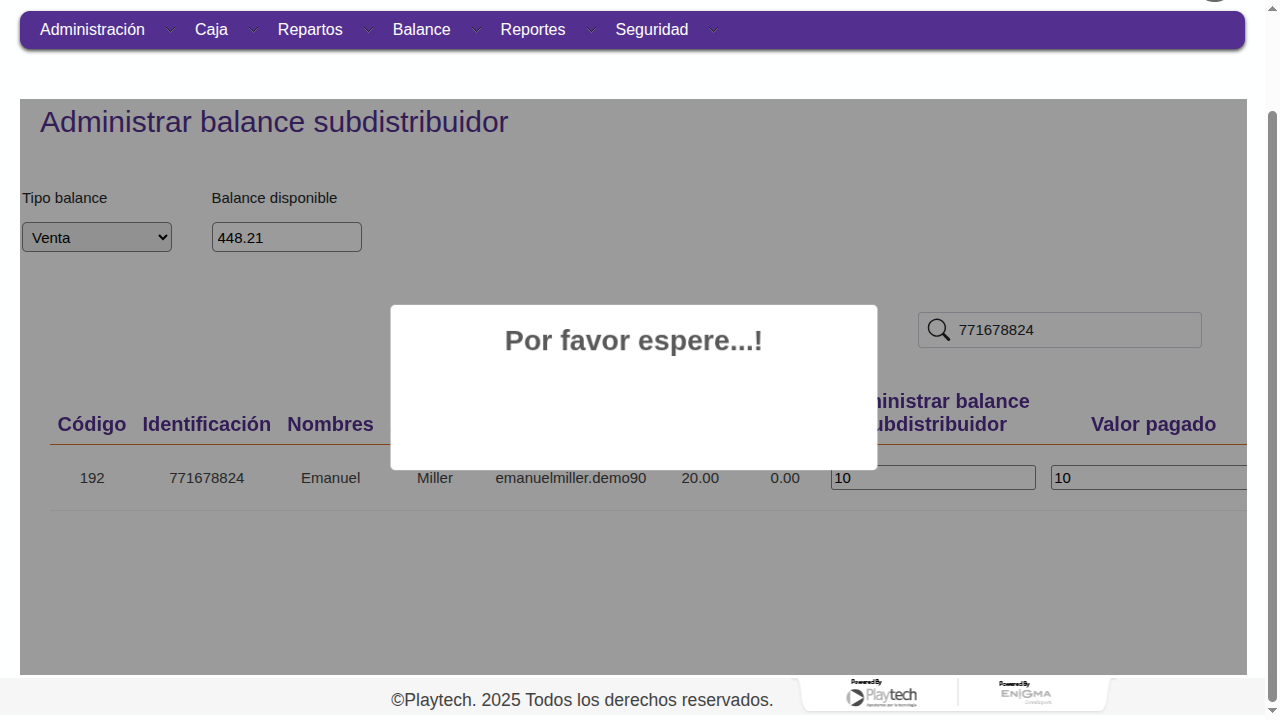 Administración Caja Repartos Balance Reportes Seguridad
Administrar balance subdistribuidor
Tipo balance Balance disponible
Venta 448.21
771678824
Por favor espere...!
ministrar balance
Código Identificación Nombres ubdistribuidor Valor pagado
192 771678824 Emanuel Miller emanuelmiller.demo90 20.00 0.00 10 10
©Playtech. 2025 Todos los derechos reservados.
Powered By Powered By
Playtech ENIGMA